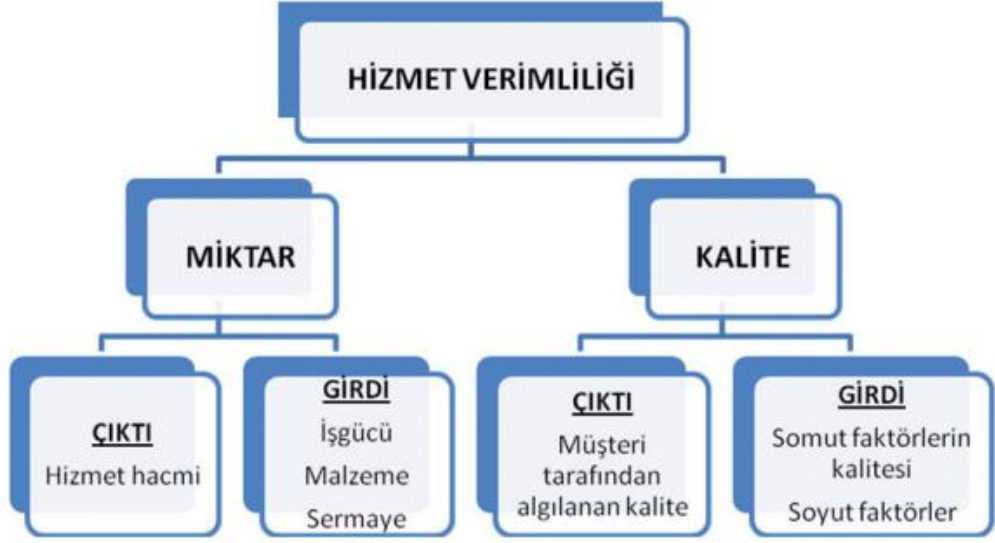 HİZMET VERİMLİLİĞİ
MİKTAR
KALİTE
ÇIKTI
Hizmet hacmi
GİRDİ
İşgücü
Malzeme
Sermaye
ÇIKTI
Müşteri
tarafından
algılanan kalite
GİRDİ
Somut faktörlerin
kalitesi
Soyut faktörler